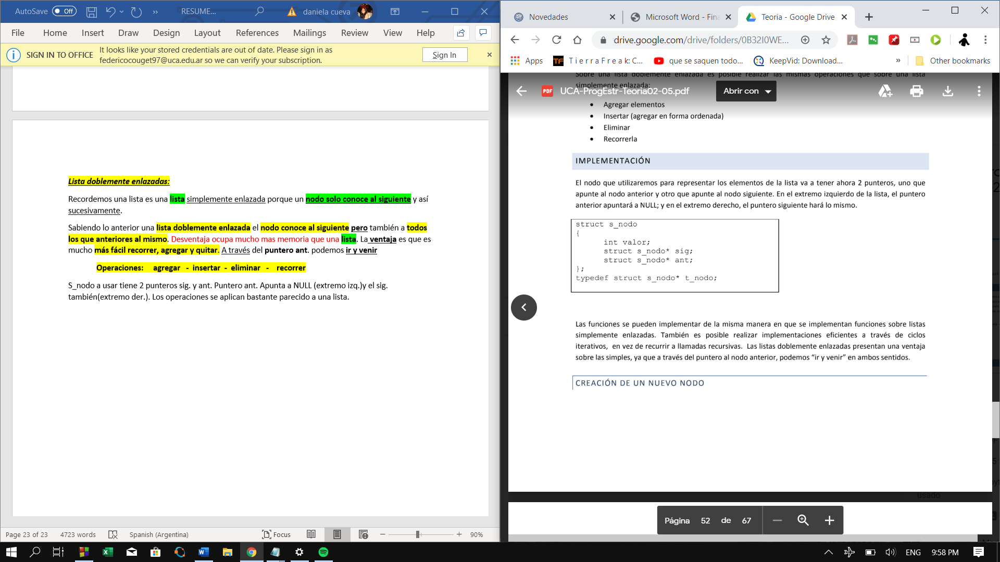 AutoSave Off RESUME... daniela cueva
File Home Insert Draw Design Layout References Mailings Review View Help
SIGN IN TO OFFICE It looks like your stored credentials are out of date. Please sign in as
federicocouget97@uca.edu.ar so we can verify your subscription.
Sign In
Lista doblemente enlazadas:
Recordemos una lista es una lista simplemente enlazada porque un nodo solo conoce al siguiente y así
sucesivamente.
Sabiendo lo anterior una lista doblemente enlazada el nodo conoce al siguiente pero también a todos
los que anteriores al mismo. Desventaja ocupa mucho mas memoria que una lista. La ventaja es que es
mucho más fácil recorrer, agregar y quitar. A través del puntero ant. podemos ir y venir
Operaciones: agregar - insertar - eliminar - recorrer
S_nodo a usar tiene 2 punteros sig. y ant. Puntero ant. Apunta a NULL (extremo izq.)y el sig.
también(extremo der.). Los operaciones se aplican bastante parecido a una lista.
Page 23 of 23 4723 words Spanish (Argentina) Focus 90%
Novedades Microsoft Word - Fina Teoria - Google Drive
drive.google.com/drive/folders/0B32I0WE...
Apps TF T i e r r a F r e a k: C... que se saquen todo... KeepVid: Download... » Other bookmarks
Sobre una lista doblemente enlazada es posible realizar las mismas operaciones que sobre una lista
simplemente enlazada:
PDF UCA-ProgEstr-Teoria02-05.pdf Abrir con
• Agregar elementos
• Insertar (agregar en forma ordenada)
• Eliminar
• Recorrerla
IMPLEMENTACIÓN
El nodo que utilizaremos para representar los elementos de la lista va a tener ahora 2 punteros, uno que
apunte al nodo anterior y otro que apunte al nodo siguiente. En el extremo izquierdo de la lista, el puntero
anterior apuntará a NULL; y en el extremo derecho, el puntero siguiente hará lo mismo.
struct s_nodo
{
int valor;
struct s_nodo* sig;
struct s_nodo* ant;
};
typedef struct s_nodo* t_nodo;
Las funciones se pueden implementar de la misma manera en que se implementan funciones sobre listas
simplemente enlazadas. También es posible realizar implementaciones eficientes a través de ciclos
iterativos, en vez de recurrir a llamadas recursivas. Las listas doblemente enlazadas presentan una ventaja
sobre las simples, ya que a través del puntero al nodo anterior, podemos “ir y venir” en ambos sentidos.
CREACIÓN DE UN NUEVO NODO
usado
Página 52 de 67
ENG 9:58 PM